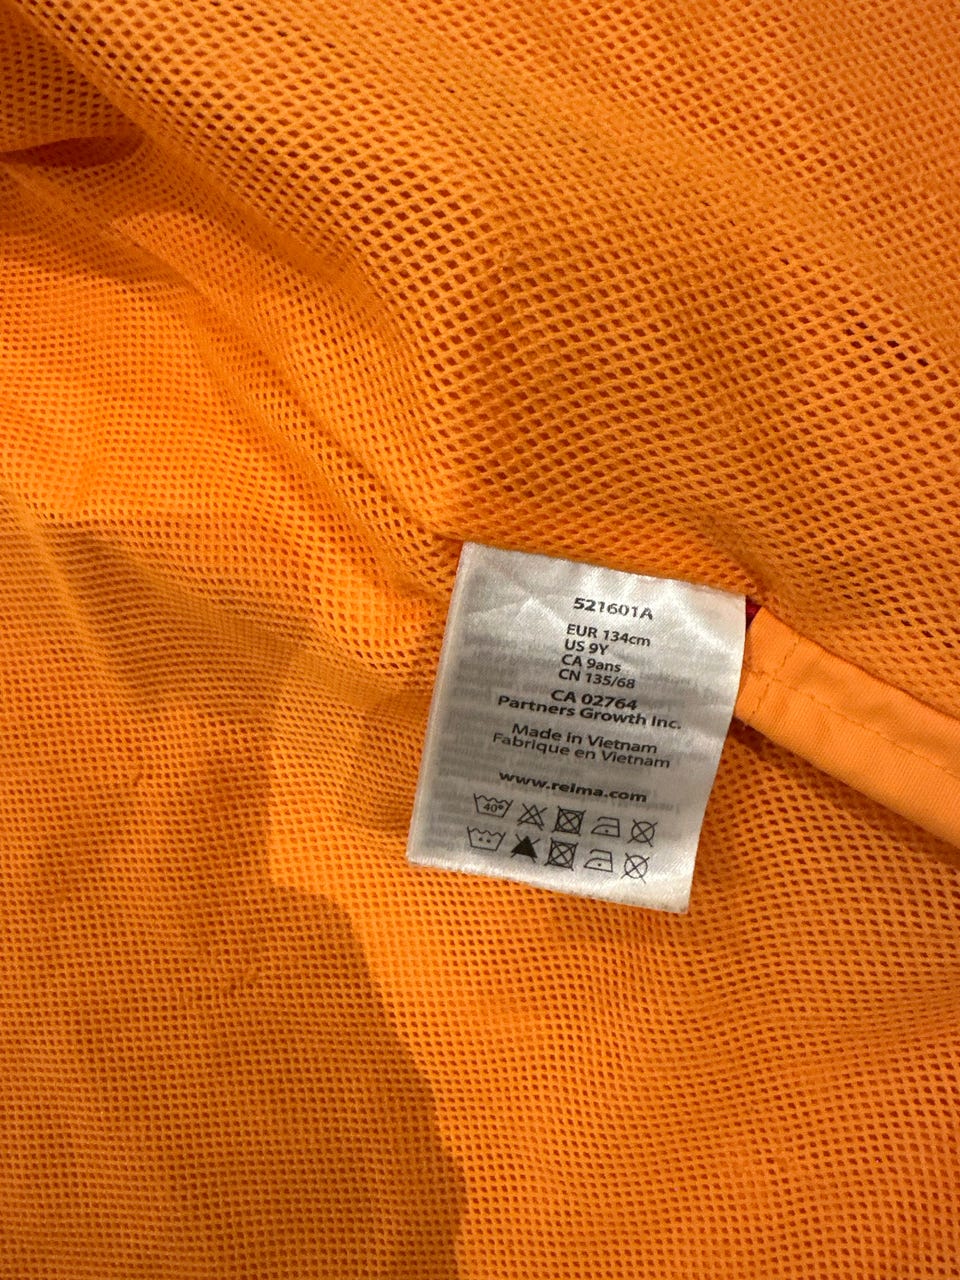 521601A
EUR 134cm
US 9Y
CA 9ans
CN 135/68
CA 02764
Partners Growth Inc.
Made in Vietnam
Fabrique en Vietnam
www.reima.com
40°